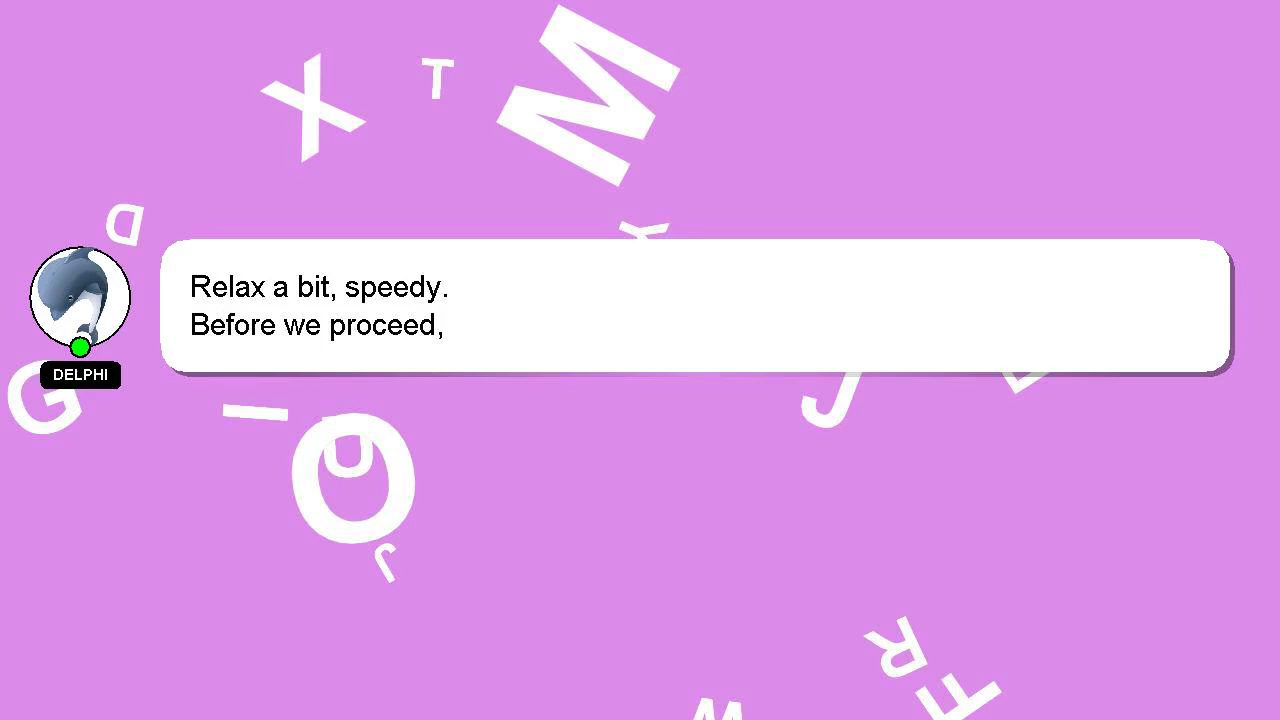 X
T
M
D
Y
Relax a bit, speedy.
Before we proceed,
DELPHI
G
I
O
U
J
J
R
F
W